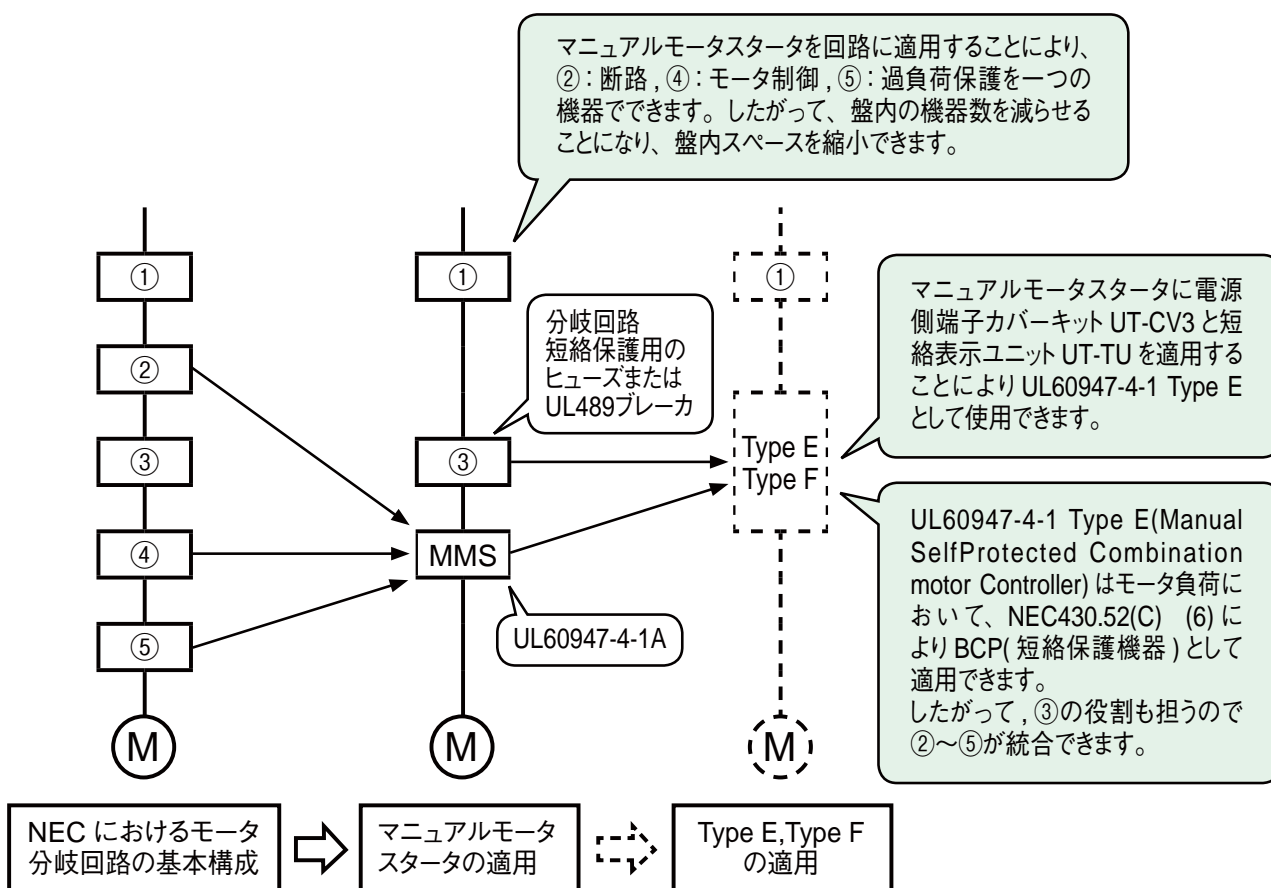 マニュアルモータスタータを回路に適用することにより、
②：断路 , ④：モータ制御 , ⑤：過負荷保護を一つの
機器でできます。したがって、盤内の機器数を減らせる
ことになり、盤内スペースを縮小できます。
①
②
③
④
⑤
M
①
分岐回路
短絡保護用の
ヒューズまたは
UL489ブレーカ
③
MMS
UL60947-4-1A
M
①
Type E
Type F
M
マニュアルモータスタータに電源
側端子カバーキット UT-CV3 と短
絡表示ユニット UT-TU を適用する
ことにより UL60947-4-1 Type E
として使用できます。
UL60947-4-1 Type E(Manual
SelfProtected Combination
motor Controller) はモータ負荷に
おいて、NEC430.52(C) (6) に
より BCP( 短絡保護機器 ) として
適用できます。
したがって , ③の役割も担うので
②～⑤が統合できます。
NEC におけるモータ
分岐回路の基本構成
マニュアルモータ
スタータの適用
Type E,Type F
の適用